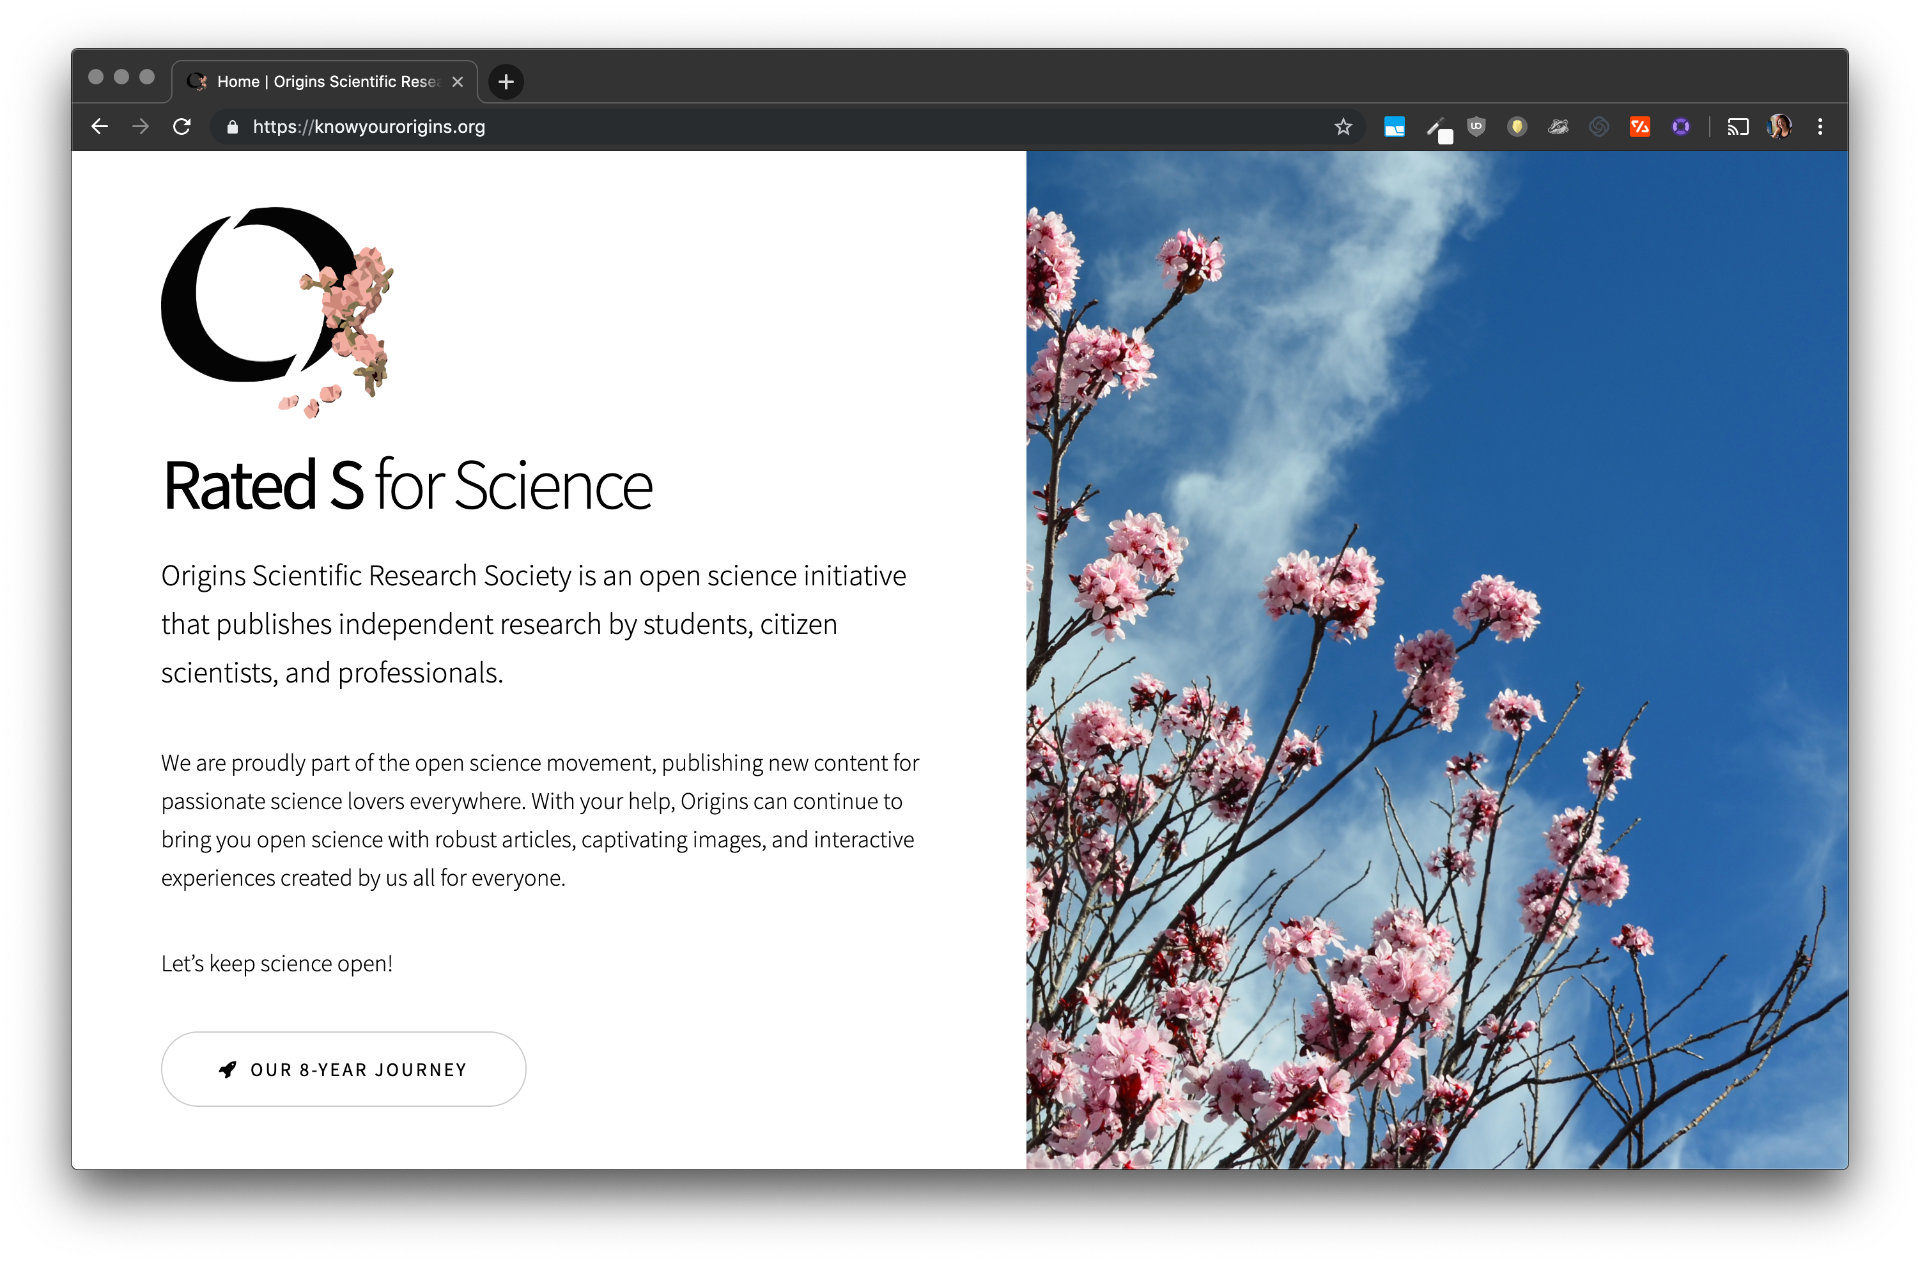 Home | Origins Scientific Resea
https://knowyourorigins.org
Rated S for Science
Origins Scientific Research Society is an open science initiative
that publishes independent research by students, citizen
scientists, and professionals.
We are proudly part of the open science movement, publishing new content for
passionate science lovers everywhere. With your help, Origins can continue to
bring you open science with robust articles, captivating images, and interactive
experiences created by us all for everyone.
Let’s keep science open!
OUR 8-YEAR JOURNEY